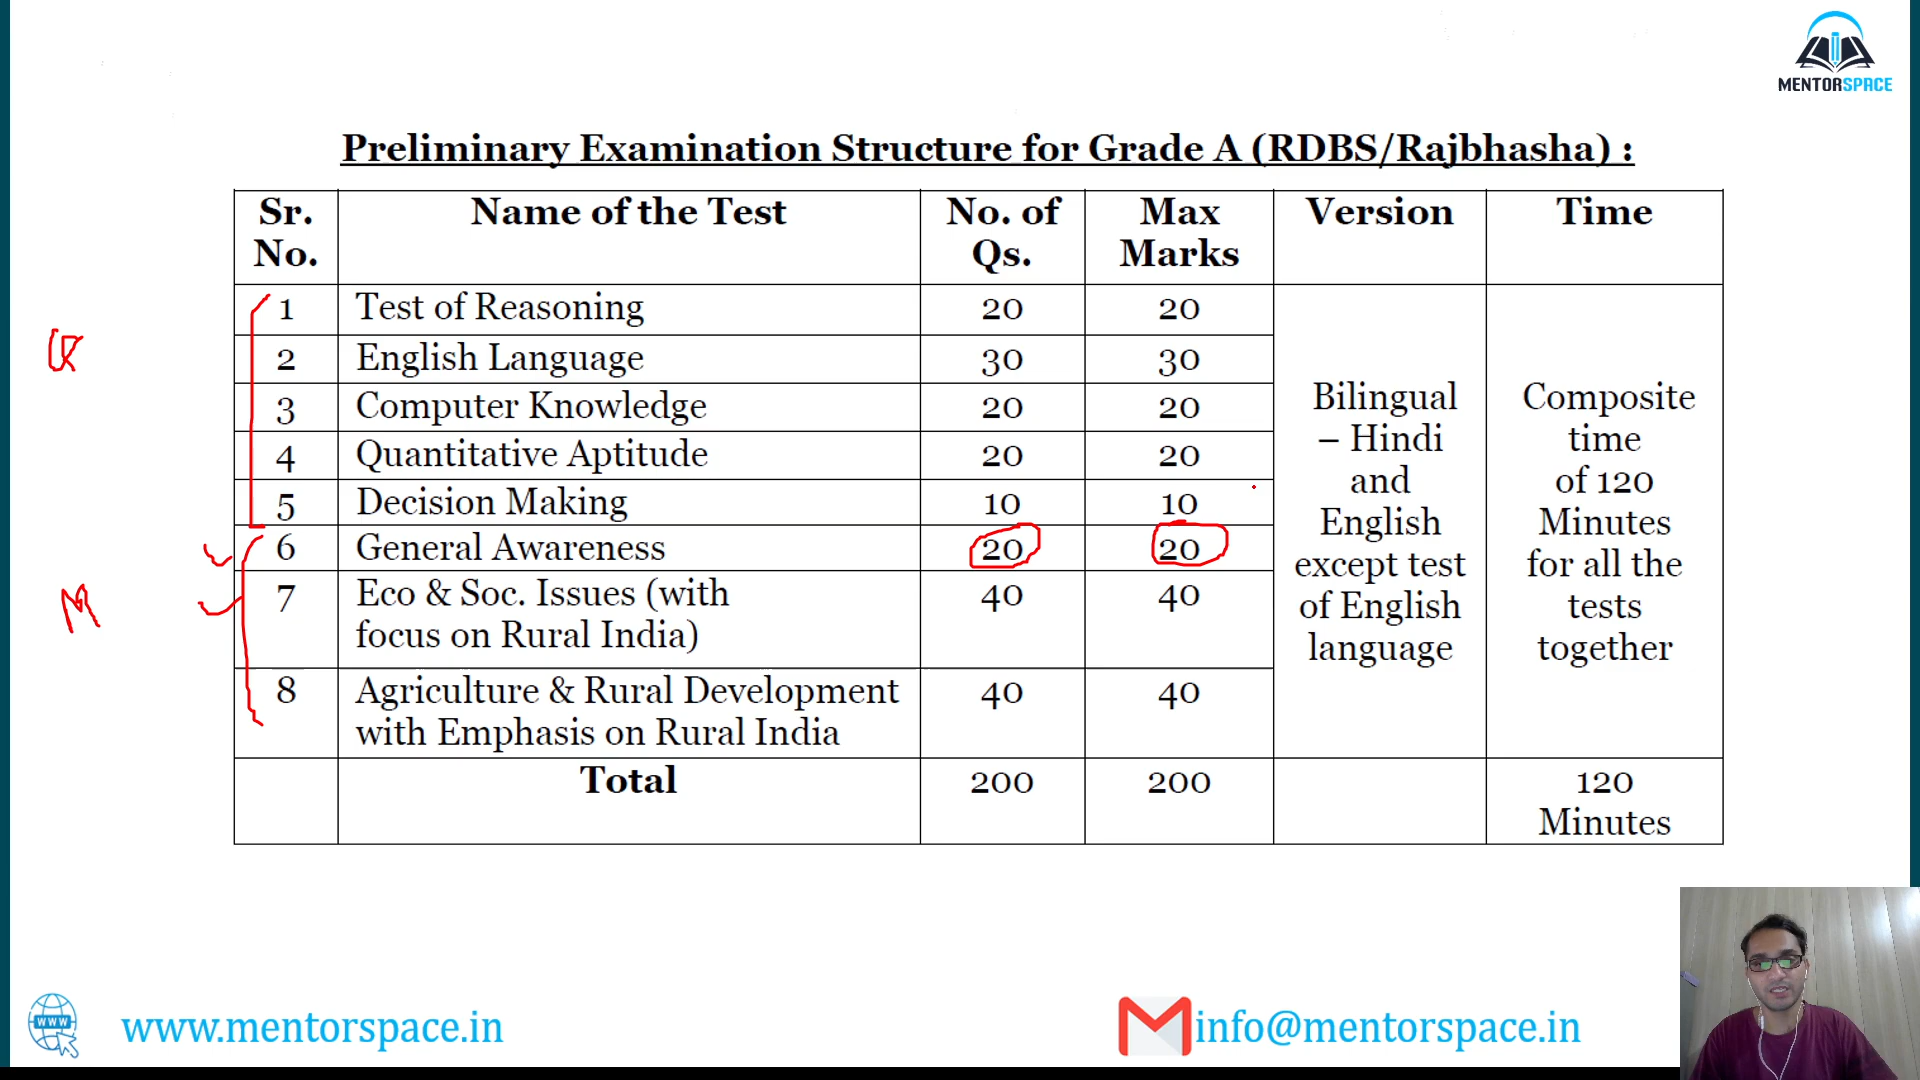 MENTORSPACE
Preliminary Examination Structure for Grade A (RDBS/Rajbhasha) :
Sr. No. Name of the Test No. of Qs. Max Marks Version Time
1 Test of Reasoning 20 20
2 English Language 30 30
3 Computer Knowledge 20 20
4 Quantitative Aptitude 20 20
5 Decision Making 10 10
6 General Awareness 20 20
7 Eco & Soc. Issues (with
focus on Rural India) 40 40
8 Agriculture & Rural Development
with Emphasis on Rural India 40 40
Bilingual
– Hindi
and
English
except test
of English
language
Composite
time
of 120
Minutes
for all the
tests
together
Total 200 200 120
Minutes
M
WWW
www.mentorspace.in
info@mentorspace.in